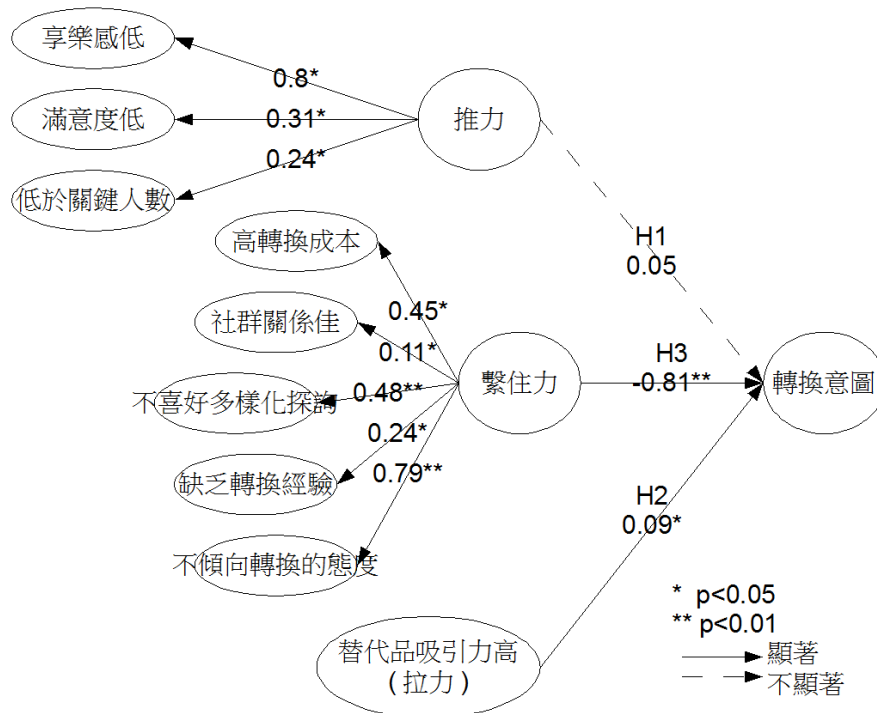 享樂感低
0.8*
滿意度低
0.31*
推力
0.24*
低於關鍵人數
高轉換成本
H1
0.05
0.45*
社群關係佳
0.11*
H3
繫住力
-0.81**
轉換意圖
不喜好多樣化探詢
0.48**
0.24*
缺乏轉換經驗
0.79**
H2
0.09*
不傾向轉換的態度
* p<0.05
** p<0.01
替代品吸引力高
(拉力)
顯著
不顯著